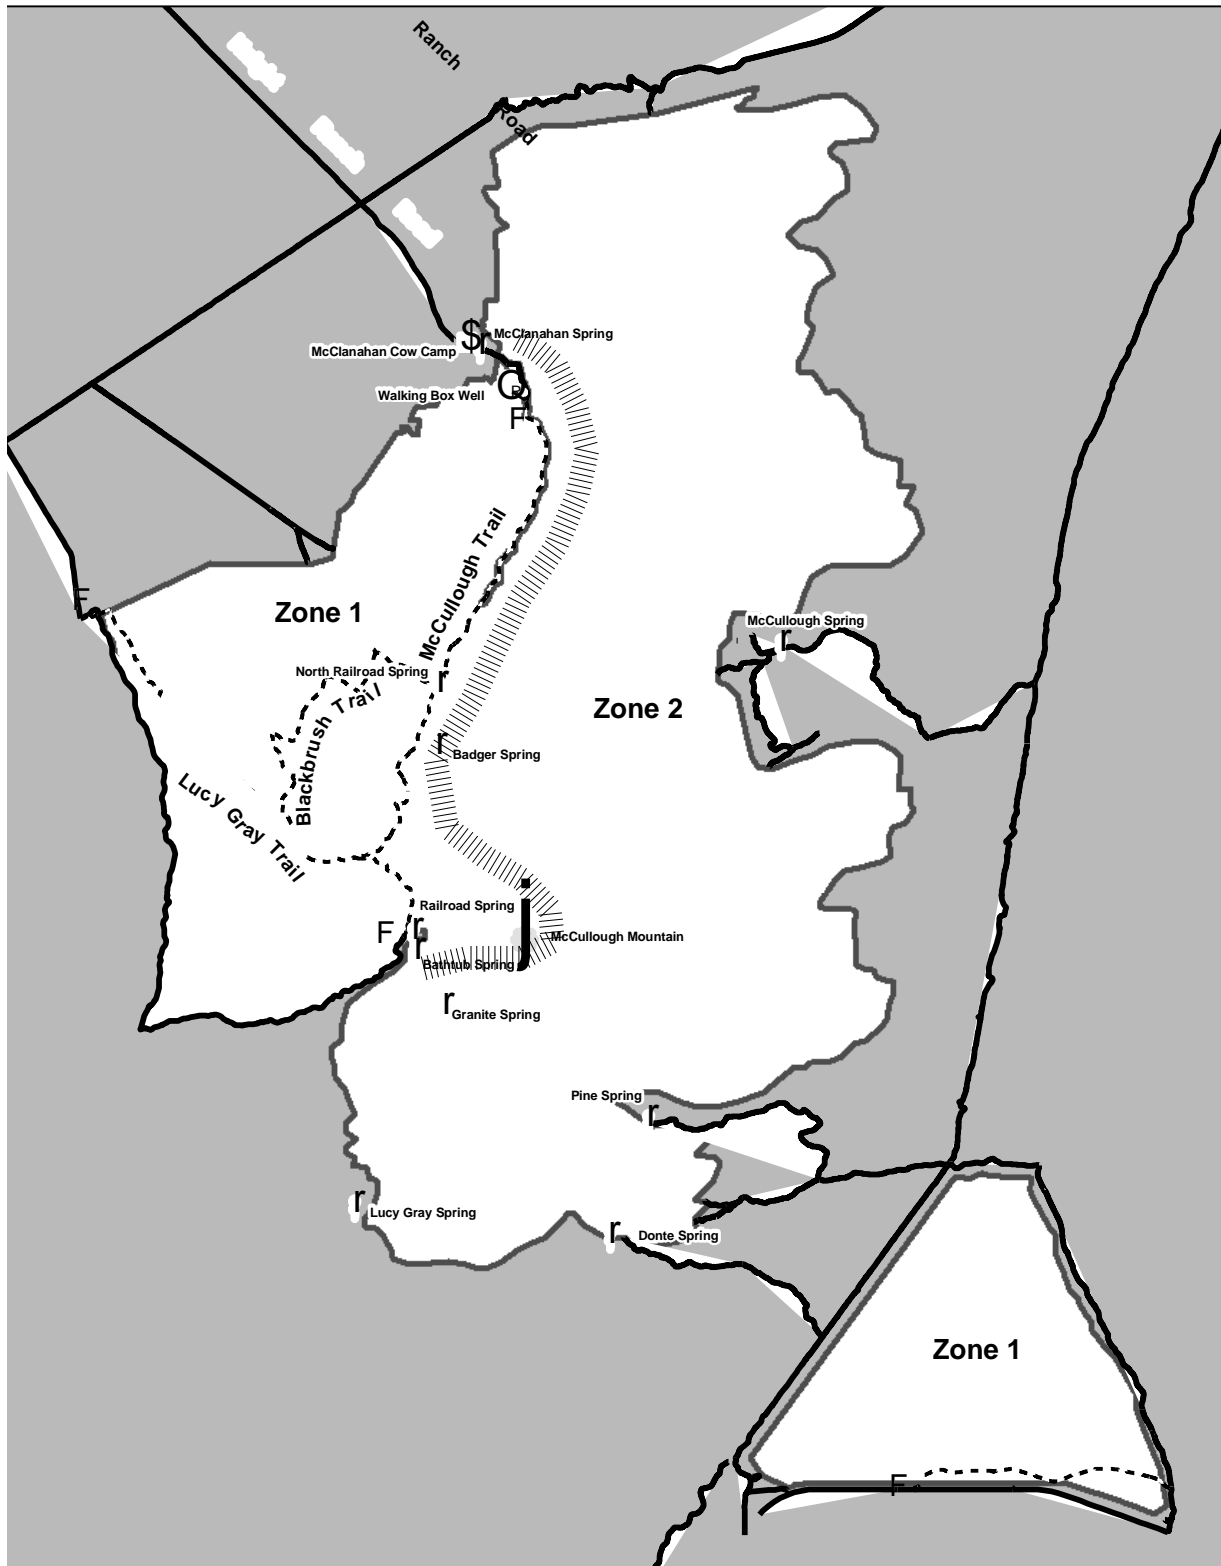 Ranch
Road
$
r
McClanahan Spring
McClanahan Cow Camp
Walking Box Well
F
McCullough Trail
F
Zone 1
McCullough Spring
r
North Railroad Spring
r
Blackbrush Trail
Zone 2
r
Badger Spring
Lucy Gray Trail
Railroad Spring
F
r
r
McCullough Mountain
Bathtub Spring
r
Granite Spring
Pine Spring
r
r
Lucy Gray Spring
r
Donte Spring
Zone 1
F